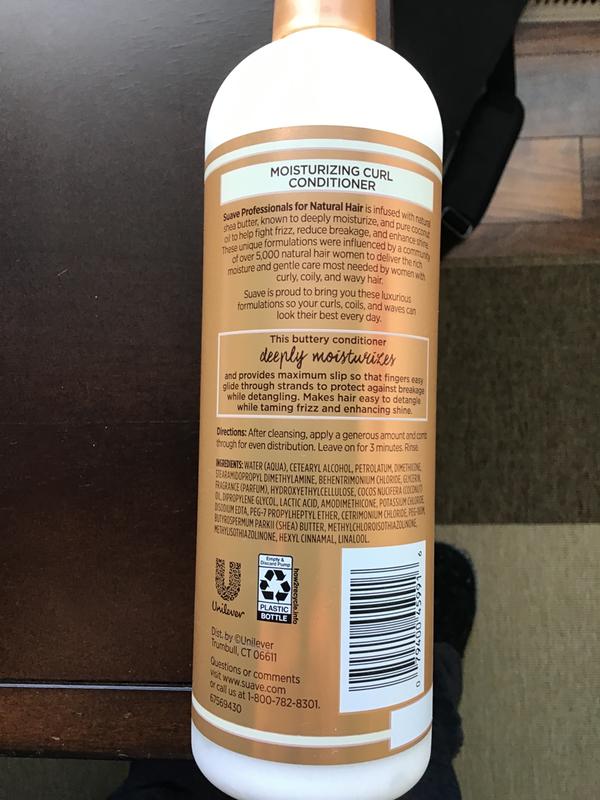 MOISTURIZING CURL
CONDITIONER
Suave Professionals for Natural Hair is infused with natural
shea butter, known to deeply moisturize, and pure coconut
oil to help fight frizz, reduce breakage, and enhance shine.
These unique formulations were influenced by a community
of over 5,000 natural hair women to deliver the rich
moisture and gentle care most needed by women with
curly, coily, and wavy hair.
Suave is proud to bring you these luxurious
formulations so your curls, coils, and waves can
look their best every day.
This buttery conditioner
deeply moisturizes
and provides maximum slip so that fingers easy
glide through strands to protect against breakage
while detangling. Makes hair easy to detangle
while taming frizz and enhancing shine.
Directions: After cleansing, apply a generous amount and comb
through for even distribution. Leave on for 3 minutes. Rinse.
INGREDIENTS: WATER (AQUA), CETEARYL ALCOHOL, PETROLATUM, DIMETHICONE,
STEARAMIDOPROPYL DIMETHYLAMINE, BEHENTRIMONIUM CHLORIDE, GLYCERIN,
FRAGRANCE (PARFUM), HYDROXYETHYLCELLULOSE, COCOS NUCIFERA (COCONUT)
OIL, DIPROPYLENE GLYCOL, LACTIC ACID, AMODIMETHICONE, POTASSIUM CHLORIDE,
DISODIUM EDTA, PEG-7 PROPYLHEPTYL ETHER, CETRIMONIUM CHLORIDE,
BUTYROSPERMUM PARKII (SHEA) BUTTER, METHYLCHLOROISOTHIAZOLINONE,
METHYLISOTHIAZOLINONE, HEXYL CINNAMAL, LINALOOL.
Unilever
Empty &
Discard Pump
PLASTIC
BOTTLE
how2recycle.info
Dist. by ©Unilever
Trumbull, CT 06611
Questions or comments
visit www.suave.com
or call us at 1-800-782-8301.
67569430
0 79400 45991 6